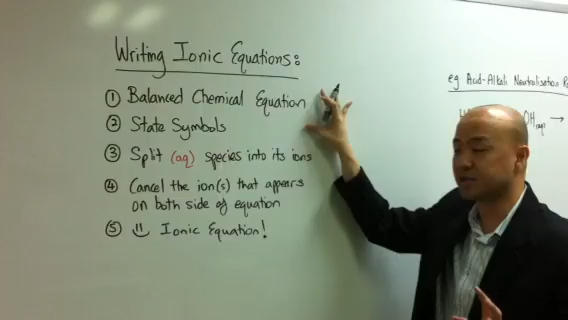 Writing Ionic Equations:
① Balanced Chemical Equation
② State Symbols
③ Split (aq) species into its ions
④ Cancel the ion(s) that appears
on both side of equation
⑤ Ionic Equation!
eg Acid-Alkali Neutralisation
OH(aq) →